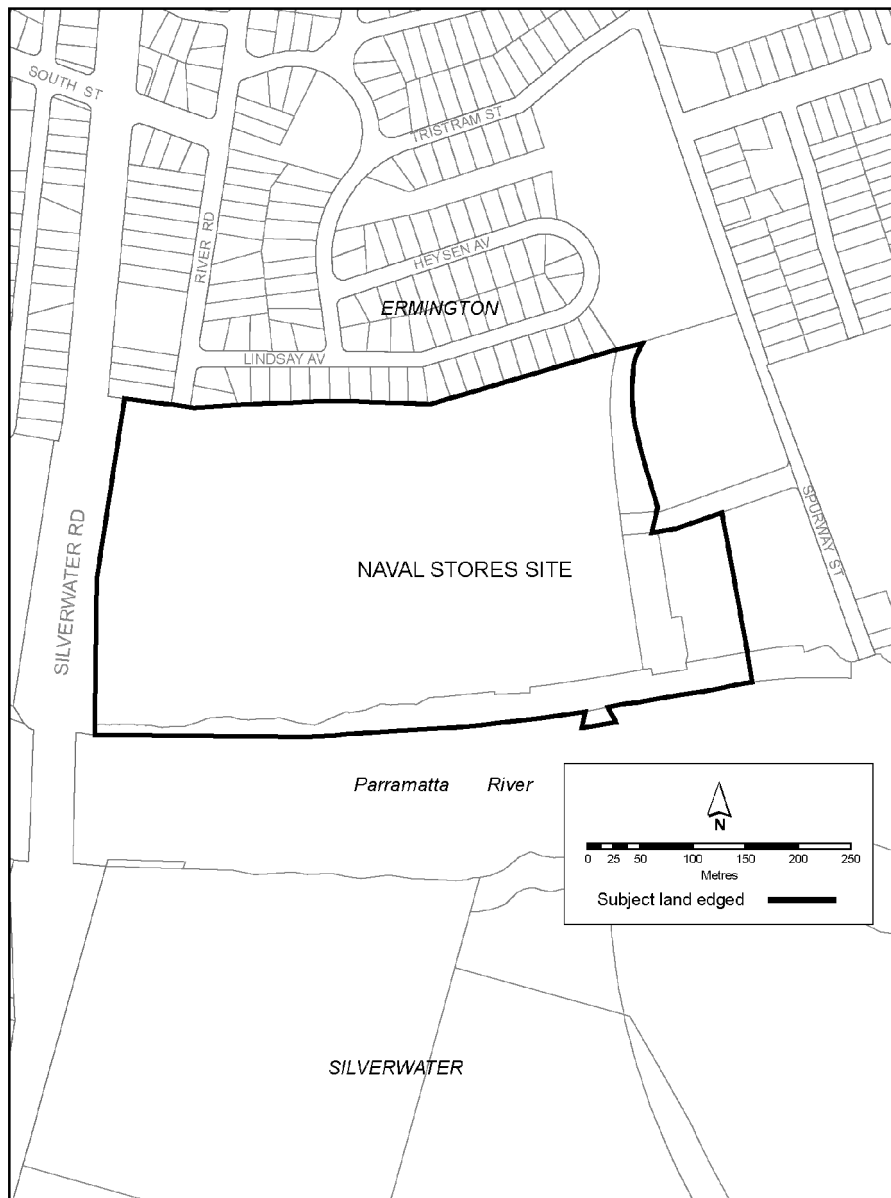 SOUTH ST
TRISTRAM ST
RIVER RD
HEYSEN AV
ERMINGTON
LINDSAY AV
SILVERWATER RD
NAVAL STORES SITE
SPURWAY ST
Parramatta River
N
0 25 50 100 150 200 250
Metres
Subject land edged
SILVERWATER